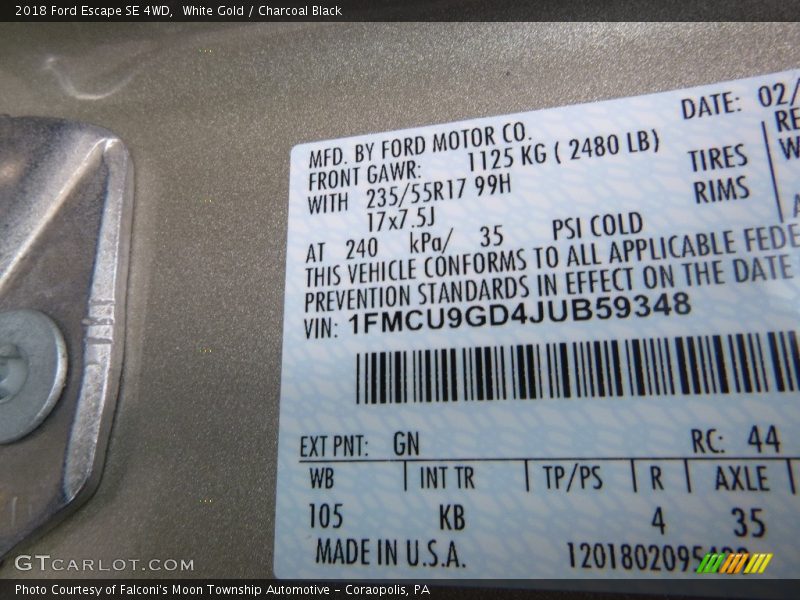 2018 Ford Escape SE 4WD, White Gold / Charcoal Black
DATE: 02/
MFD. BY FORD MOTOR CO.
FRONT GAWR: 1125 KG ( 2480 LB)
WITH 235/55R17 99H TIRES
17x7.5J RIMS
AT 240 kPa/ 35 PSI COLD
THIS VEHICLE CONFORMS TO ALL APPLICABLE FEDE
PREVENTION STANDARDS IN EFFECT ON THE DATE
VIN: 1FMCU9GD4JUB59348
EXT PNT: GN RC: 44
WB INT TR TP/PS R AXLE
105 KB 4 35
MADE IN U.S.A.
GTCARLOT.COM
Photo Courtesy of Falconi's Moon Township Automotive - Coraopolis, PA